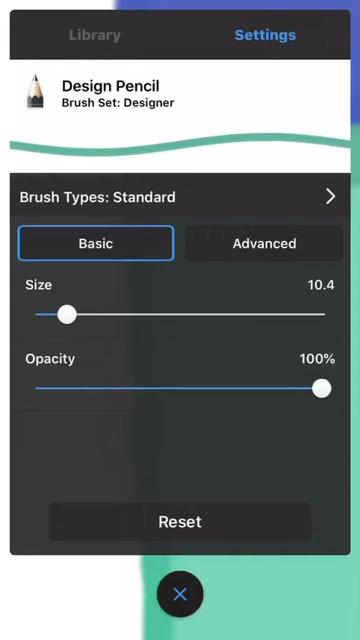 Library
Settings
Design Pencil
Brush Set: Designer
Brush Types: Standard
Basic
Advanced
Size
10.4
Opacity
100%
Reset